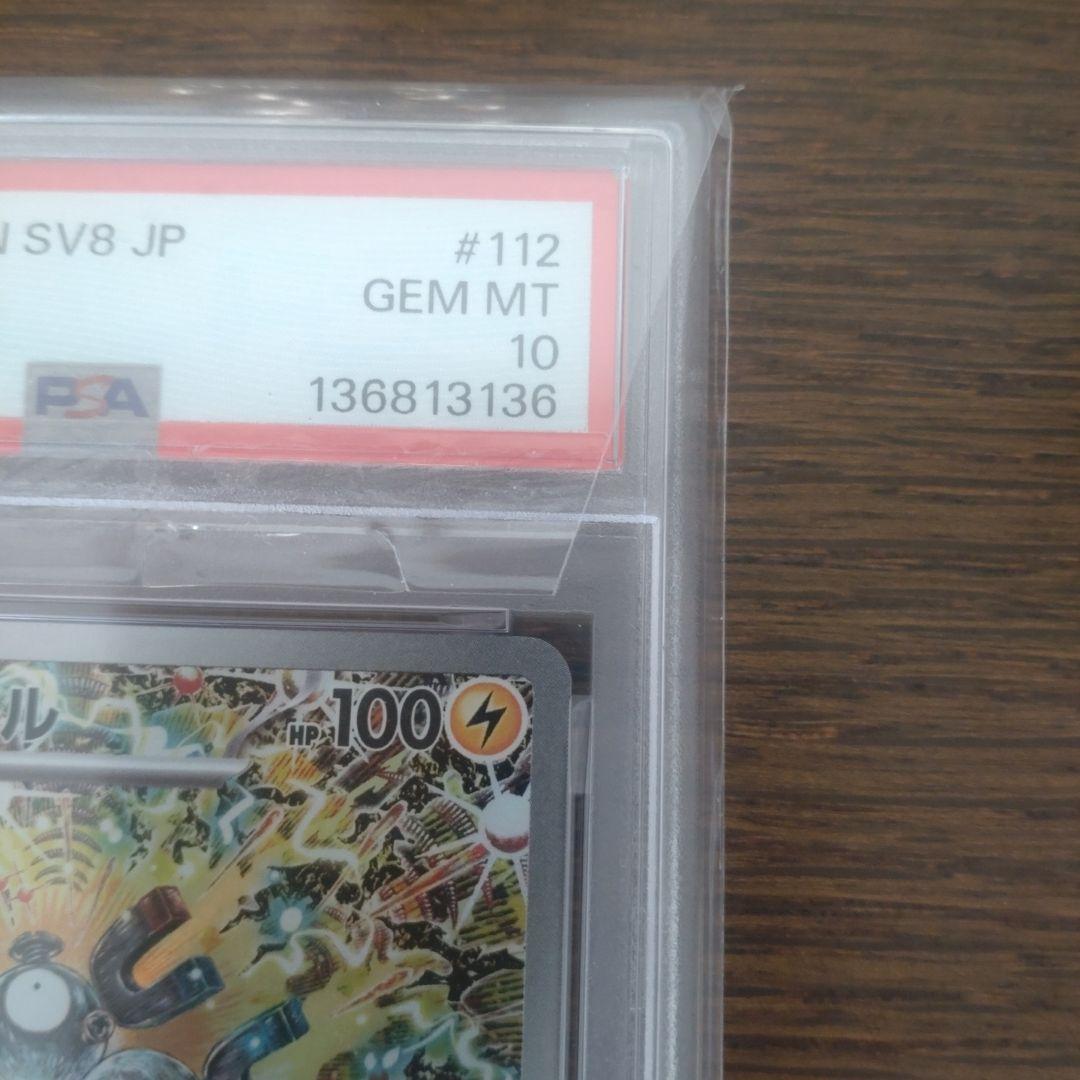 N SV8 JP
#112
GEM MT
10
PSA
136813136
ル
HP 100